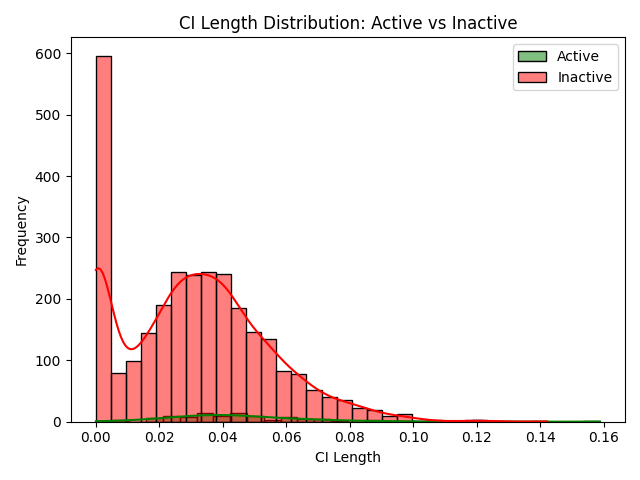 CI Length Distribution: Active vs Inactive
Active
Inactive
Frequency
600
500
400
300
200
100
0
0.00 0.02 0.04 0.06 0.08 0.10 0.12 0.14 0.16
CI Length